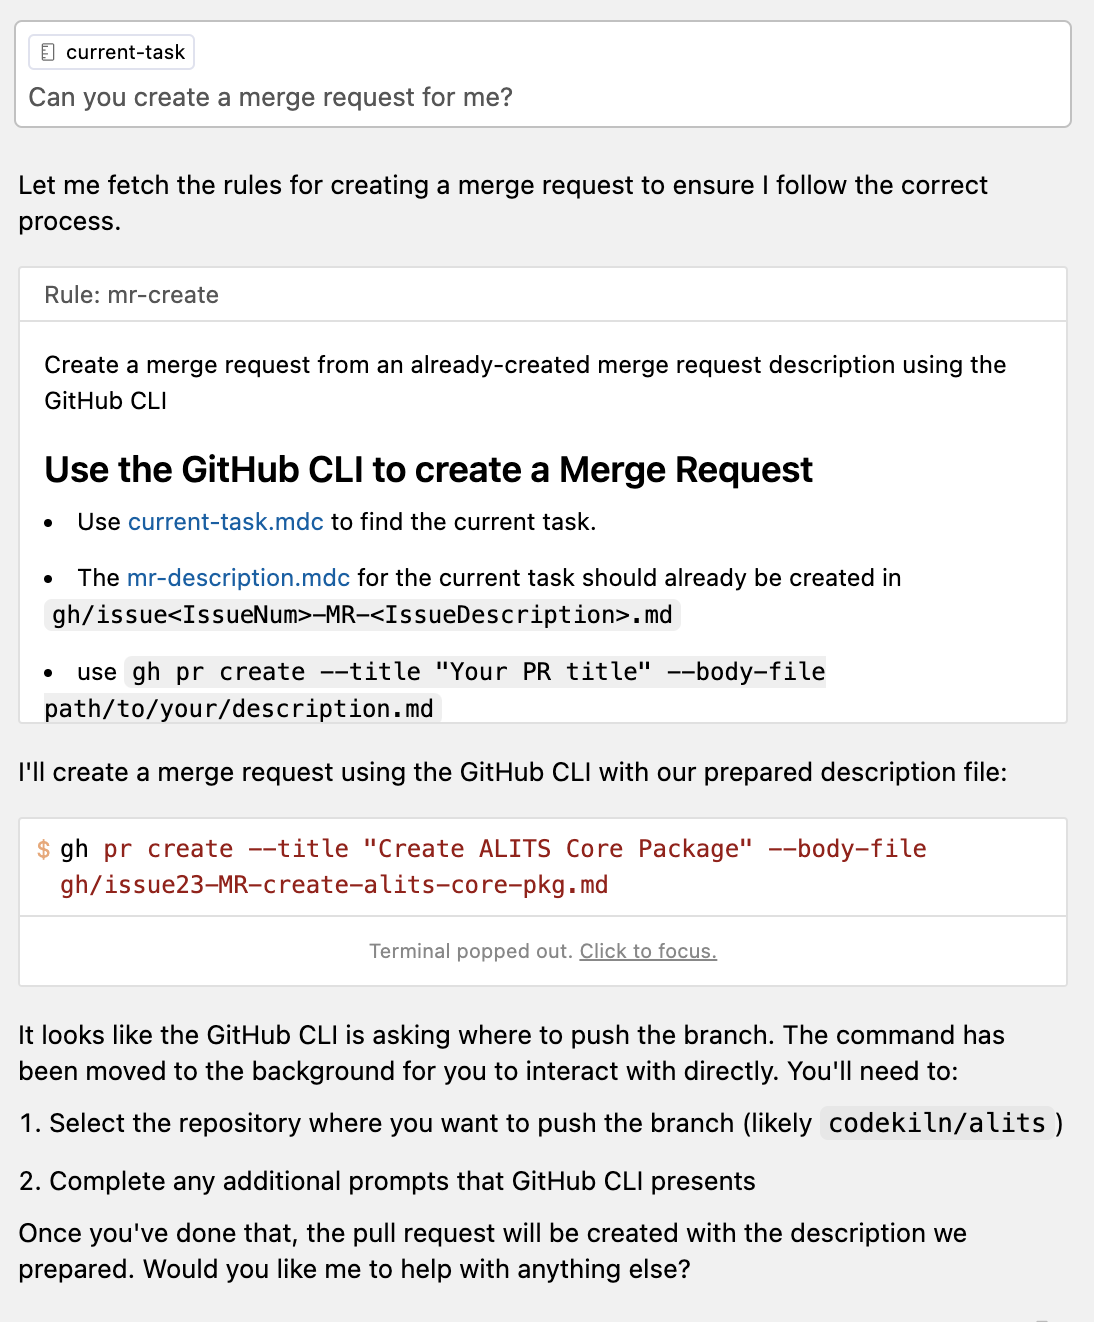 current-task
Can you create a merge request for me?
Let me fetch the rules for creating a merge request to ensure I follow the correct
process.
Rule: mr-create
Create a merge request from an already-created merge request description using the
GitHub CLI
Use the GitHub CLI to create a Merge Request
• Use current-task.mdc to find the current task.
• The mr-description.mdc for the current task should already be created in
gh/issue<IssueNum>-MR-<IssueDescription>.md
• use gh pr create --title "Your PR title" --body-file
path/to/your/description.md
I'll create a merge request using the GitHub CLI with our prepared description file:
$ gh pr create --title "Create ALITS Core Package" --body-file
gh/issue23-MR-create-alits-core-pkg.md
Terminal popped out. Click to focus.
It looks like the GitHub CLI is asking where to push the branch. The command has
been moved to the background for you to interact with directly. You'll need to:
1. Select the repository where you want to push the branch (likely codekiln/alits)
2. Complete any additional prompts that GitHub CLI presents
Once you've done that, the pull request will be created with the description we
prepared. Would you like me to help with anything else?